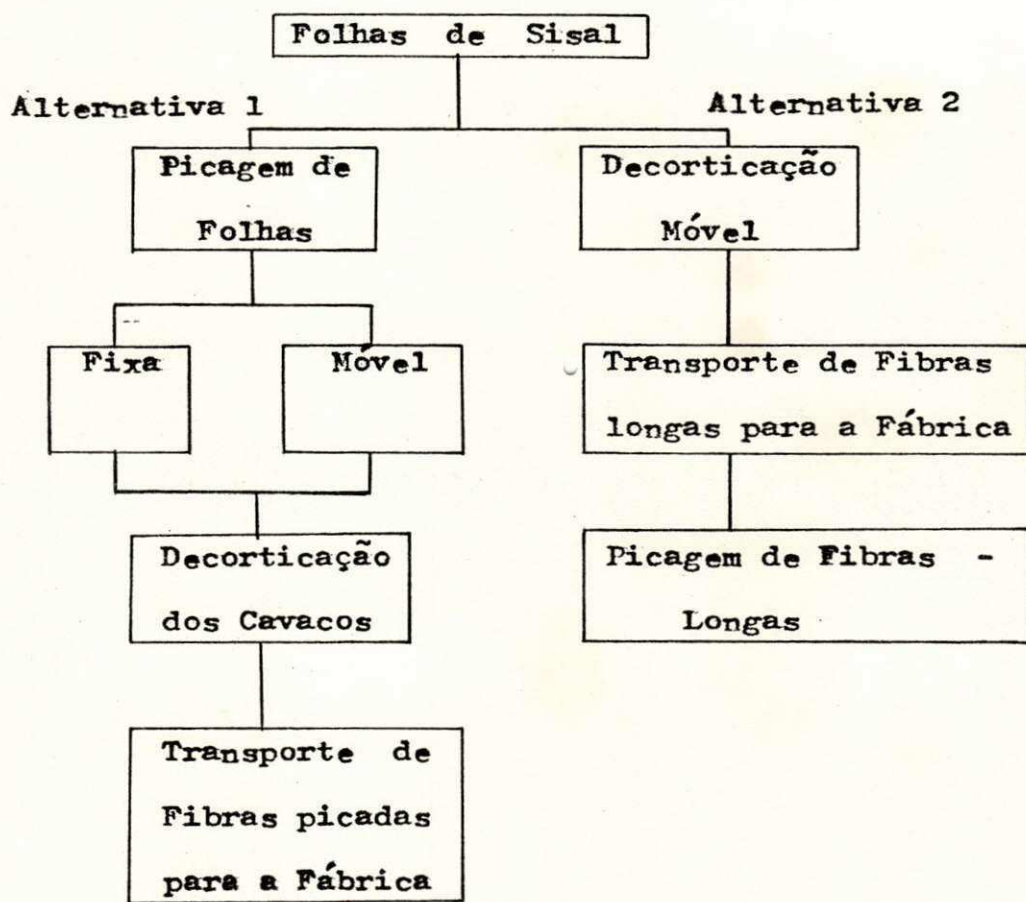 Folhas de Sisal
Alternativa 1
Alternativa 2
Picagem de
Folhas
Fixa
Móvel
Decorticação
dos Cavacos
Transporte de
Fibras picadas
para a Fábrica
Decorticação
Móvel
Transporte de Fibras
longas para a Fábrica
Picagem de Fibras -
Longas